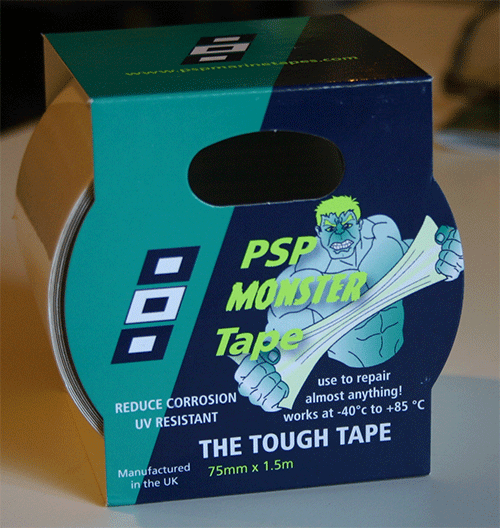 www.pspmarinetapes.com
PSP
MONSTER
Tape
REDUCE CORROSION
UV RESISTANT
use to repair
almost anything!
works at -40°c to +85 °C
THE TOUGH TAPE
Manufactured
in the UK
75mm x 1.5m